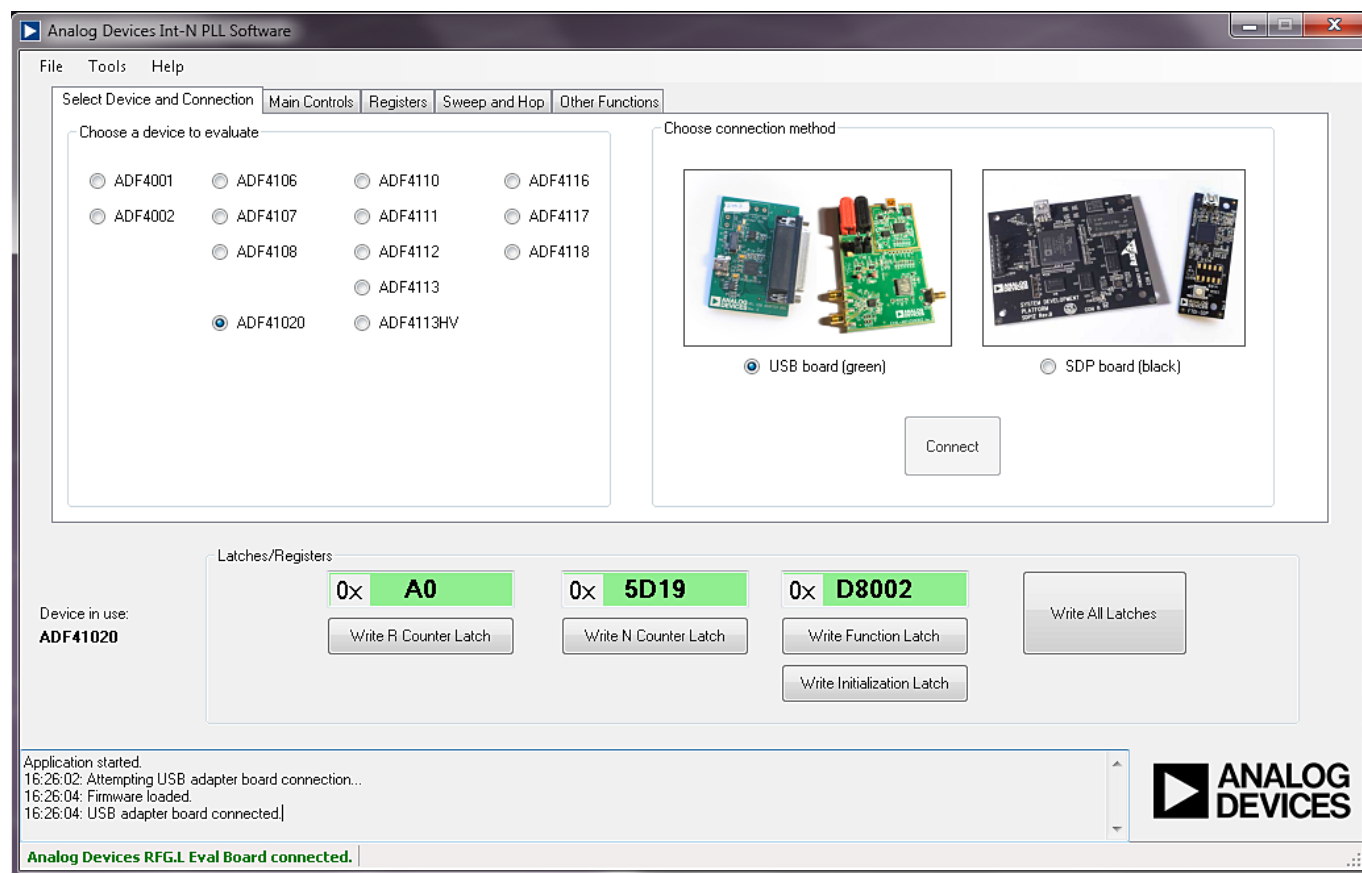 Analog Devices Int-N PLL Software
File Tools Help
Select Device and Connection Main Controls Registers Sweep and Hop Other Functions
Choose a device to evaluate
ADF4001 ADF4106 ADF4110 ADF4116
ADF4002 ADF4107 ADF4111 ADF4117
ADF4108 ADF4112 ADF4118
ADF4113
ADF41020 ADF4113HV
Choose connection method
ANALOG
DEVICES
SYSTEM DEVELOPMENT
PLATFORM
USB board (green) SDP board (black)
Connect
Latches/Registers
0x A0 0x 5D19 0x D8002
Device in use:
ADF41020
Write R Counter Latch Write N Counter Latch Write Function Latch Write All Latches
Write Initialization Latch
Application started.
16:26:02: Attempting USB adapter board connection...
16:26:04: Firmware loaded.
16:26:04: USB adapter board connected.
ANALOG
DEVICES
Analog Devices RFG.L Eval Board connected.